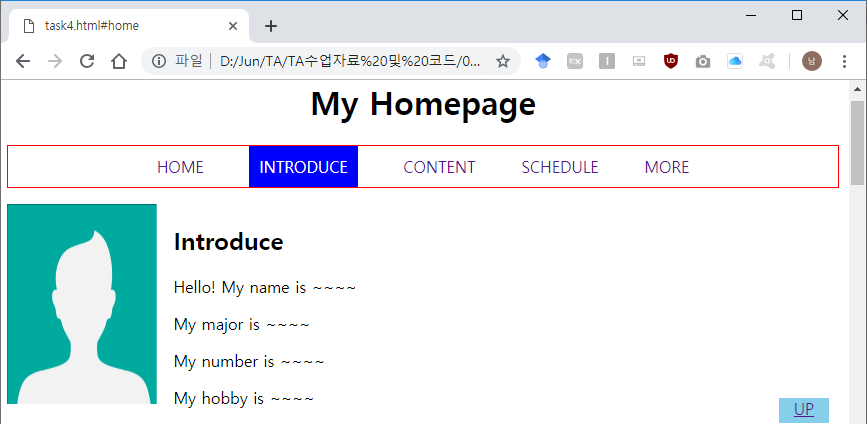 task4.html#home
파일 | D:/Jun/TA/TA수업자료%20및%20코드/0...
남
My Homepage
HOME INTRODUCE CONTENT SCHEDULE MORE
Introduce
Hello! My name is ~~~~
My major is ~~~~
My number is ~~~~
My hobby is ~~~~
UP